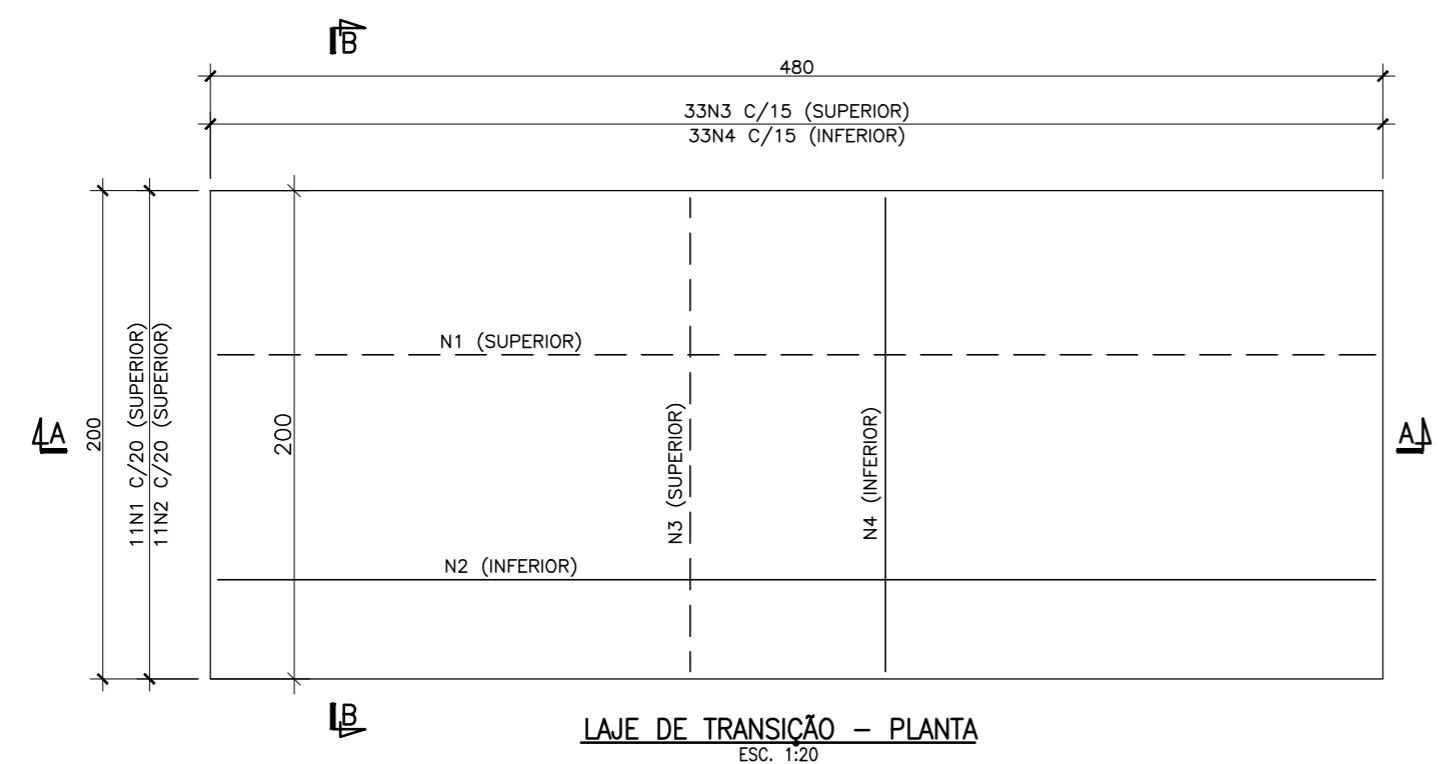 B
480
33N3 C/15 (SUPERIOR)
33N4 C/15 (INFERIOR)
N1 (SUPERIOR)
A
200
11N1 C/20 (SUPERIOR)
11N2 C/20 (SUPERIOR)
200
N3 (SUPERIOR)
N4 (INFERIOR)
A
N2 (INFERIOR)
B
LAJE DE TRANSIÇÃO – PLANTA
ESC. 1:20